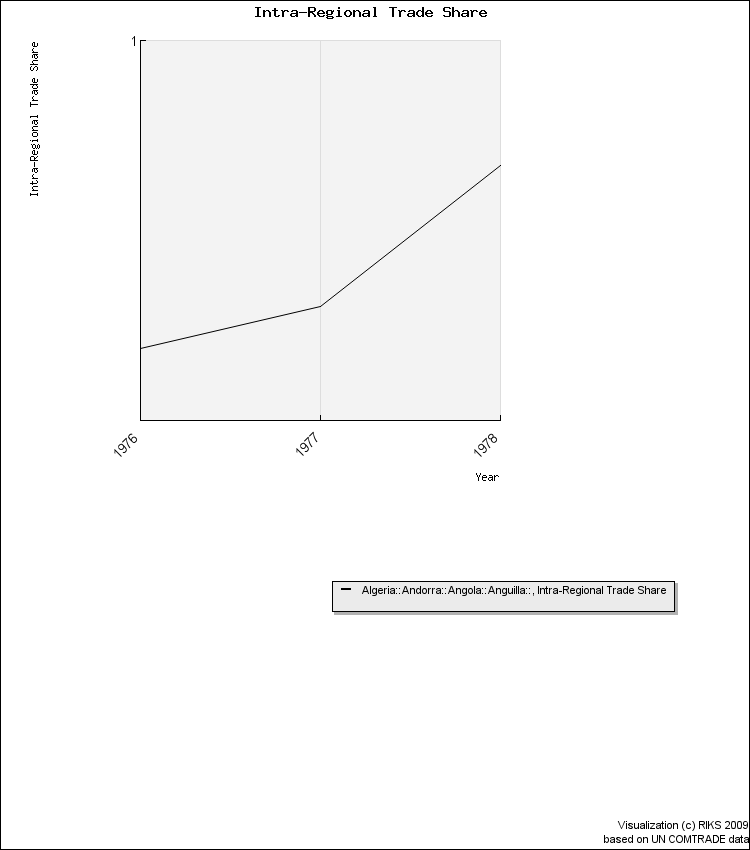 Intra-Regional Trade Share
1
Intra-Regional Trade Share
1976
1977
1978
Year
Algeria::Andorra::Angola::Anguilla::, Intra-Regional Trade Share
Visualization (c) RIKS 2009
based on UN COMTRADE data